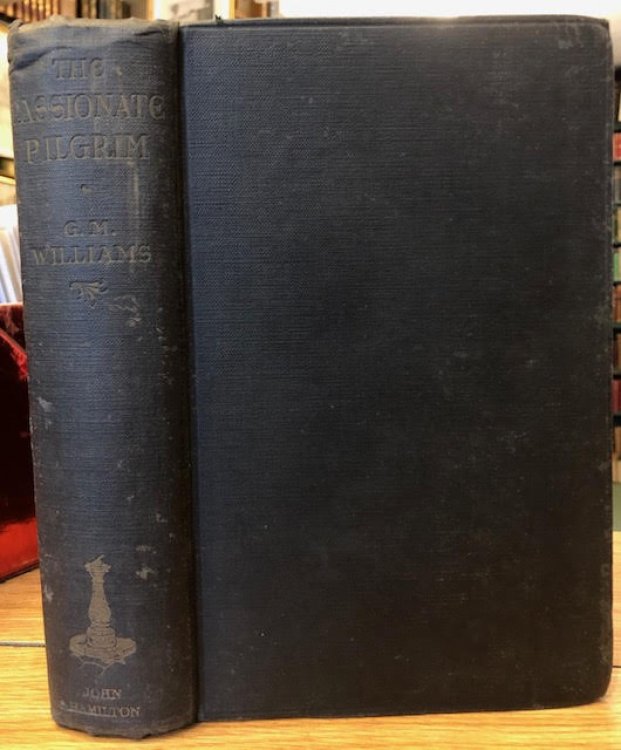 THE
PASSIONATE
PILGRIM
G. M.
WILLIAMS
JOHN
HAMILTON